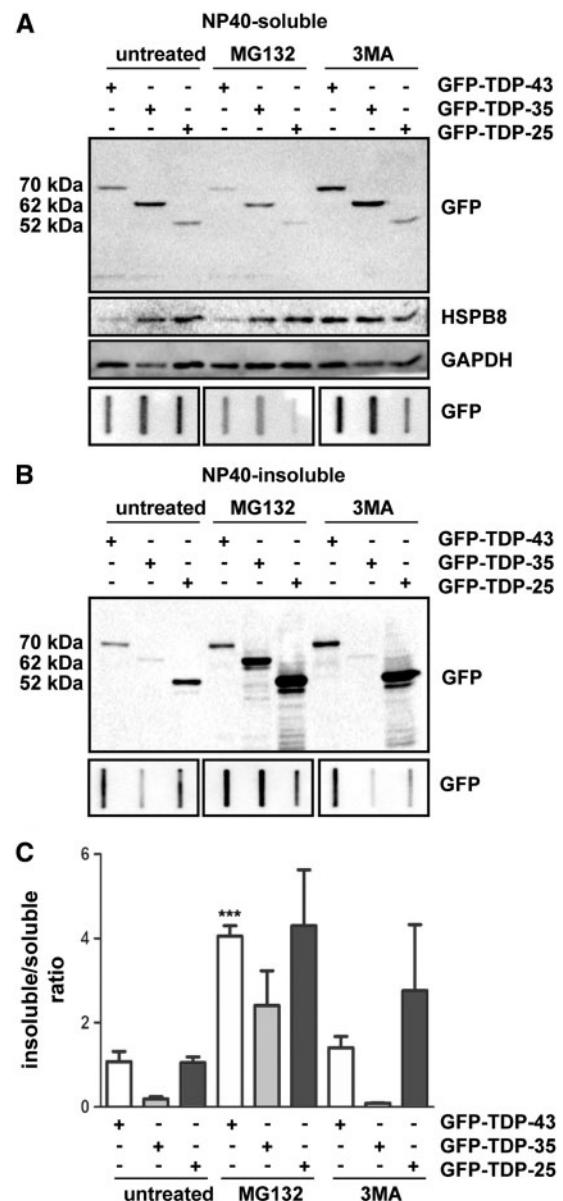 A
NP40-soluble
untreated MG132 3MA
+ - - + - - + - - GFP-TDP-43
- + - - + - - + - GFP-TDP-35
- - + - - + - - + GFP-TDP-25
70 kDa
62 kDa
52 kDa
GFP
HSPB8
GAPDH
GFP
B
NP40-insoluble
untreated MG132 3MA
+ - - + - - + - - GFP-TDP-43
- + - - + - - + - GFP-TDP-35
- - + - - + - - + GFP-TDP-25
70 kDa
62 kDa
52 kDa
GFP
GFP
C
insoluble/soluble
ratio
6
4
2
0
***
+ - - + - - + - - GFP-TDP-43
- + - - + - - + - GFP-TDP-35
- - + - - + - - + GFP-TDP-25
untreated MG132 3MA